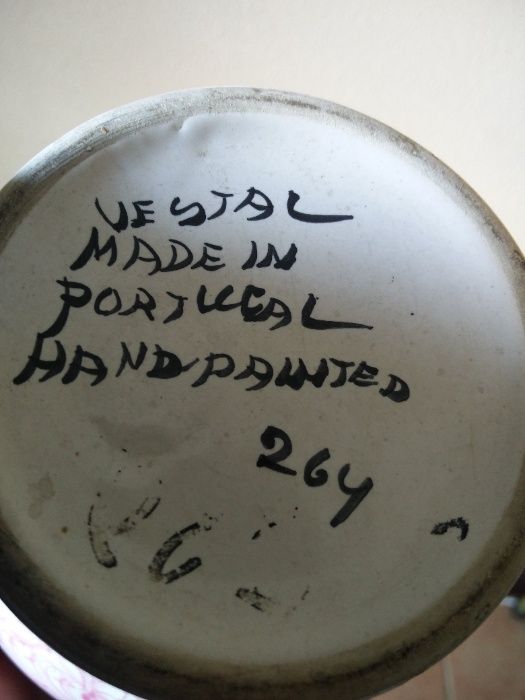 VESTAL
MADE IN
PORTUGAL
HAND PAINTED
264